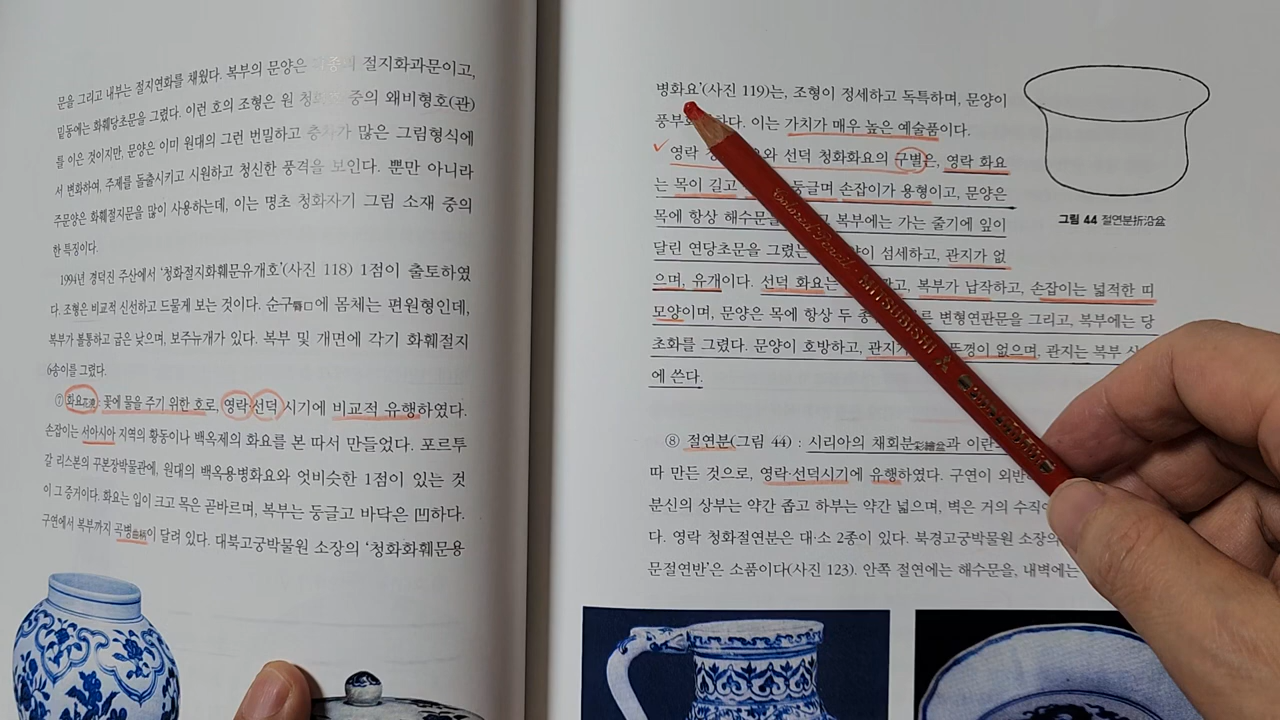 문을 그리고 내부는 절지연화를 채웠다. 복부의 문양은 절지화과문이고,
밑동에는 화훼당초문을 그렸다. 이런 호의 조형은 원 중의 왜비형호(관)
를 이은 것이지만, 문양은 이미 원대의 그런 번밀하고 층차가 많은 그림형식에
서 변화하여, 주제를 돌출시키고 시원하고 청신한 풍격을 보인다. 뿐만 아니라
주문양은 화훼절지문을 많이 사용하는데, 이는 명초 청화자기 그림 소재 중의
한 특징이다.
1994년 경덕진 주산에서 ‘청화절지화훼문유개호’(사진 118) 1점이 출토하였
다. 조형은 비교적 신선하고 드물게 보는 것이다. 순구脣口에 몸체는 편원형인데,
복부가 볼통하고 굽은 낮으며, 보주뉴개가 있다. 복부 및 개면에 각기 화훼절지
6송이를 그렸다.
⑦ 화요花澆 : 꽃에 물을 주기 위한 호로, 영락·선덕 시기에 비교적 유행하였다.
손잡이는 서아시아 지역의 황동이나 백옥제의 화요를 본 따서 만들었다. 포르투
갈 리스본의 꾸본장박물관에, 원대의 백옥용병화요와 엇비슷한 1점이 있는 것
이 그 증거이다. 화요는 입이 크고 목은 곧바르며, 복부는 둥글고 바닥은 凹하다.
구연에서 복부까지 곡병曲柄이 달려 있다. 대북고궁박물원 소장의 ‘청화화훼문용
병화요’(사진 119)는, 조형이 정세하고 독특하며, 문양이
풍부 하다. 이는 가치가 매우 높은 예술품이다.
영락 와 선덕 청화화요의 구별은, 영락 화요
는 목이 길고 둥글며 손잡이가 용형이고, 문양은
목에 항상 해수문을 고 복부에는 가는 줄기에 잎이
달린 연당초문을 그렸는 이 섬세하고, 관지가 없
으며, 유개이다. 선덕 화요는 고, 복부가 납작하고, 손잡이는 넓적한 띠
모양이며, 문양은 목에 항상 두 변형연판문을 그리고, 복부에는 당
초화를 그렸다. 문양이 호방하고, 관지가 뚜껑이 없으며, 관지는 복부
에 쓴다.
그림 44 절연분折沿盆
⑧ 절연분(그림 44) : 시리아의 채회분彩繪盆과 이란
따 만든 것으로, 영락·선덕시기에 유행하였다. 구연이 외반
분신의 상부는 약간 좁고 하부는 약간 넓으며, 벽은 거의 수직
다. 영락 청화절연분은 대·소 2종이 있다. 북경고궁박물원 소장의
문절연반’은 소품이다(사진 123). 안쪽 절연에는 해수문을, 내벽에는
Colored Pencil MITSUBISHI